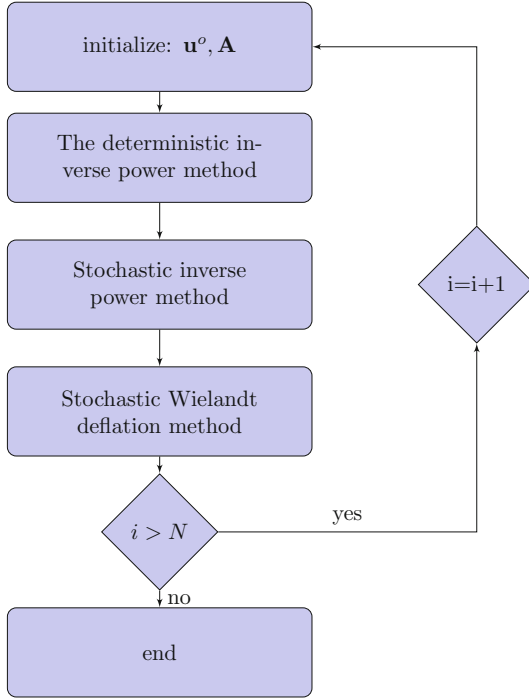 initialize: uᵒ, A
The deterministic in-
verse power method
Stochastic inverse
power method
i=i+1
Stochastic Wielandt
deflation method
yes
i > N
no
end